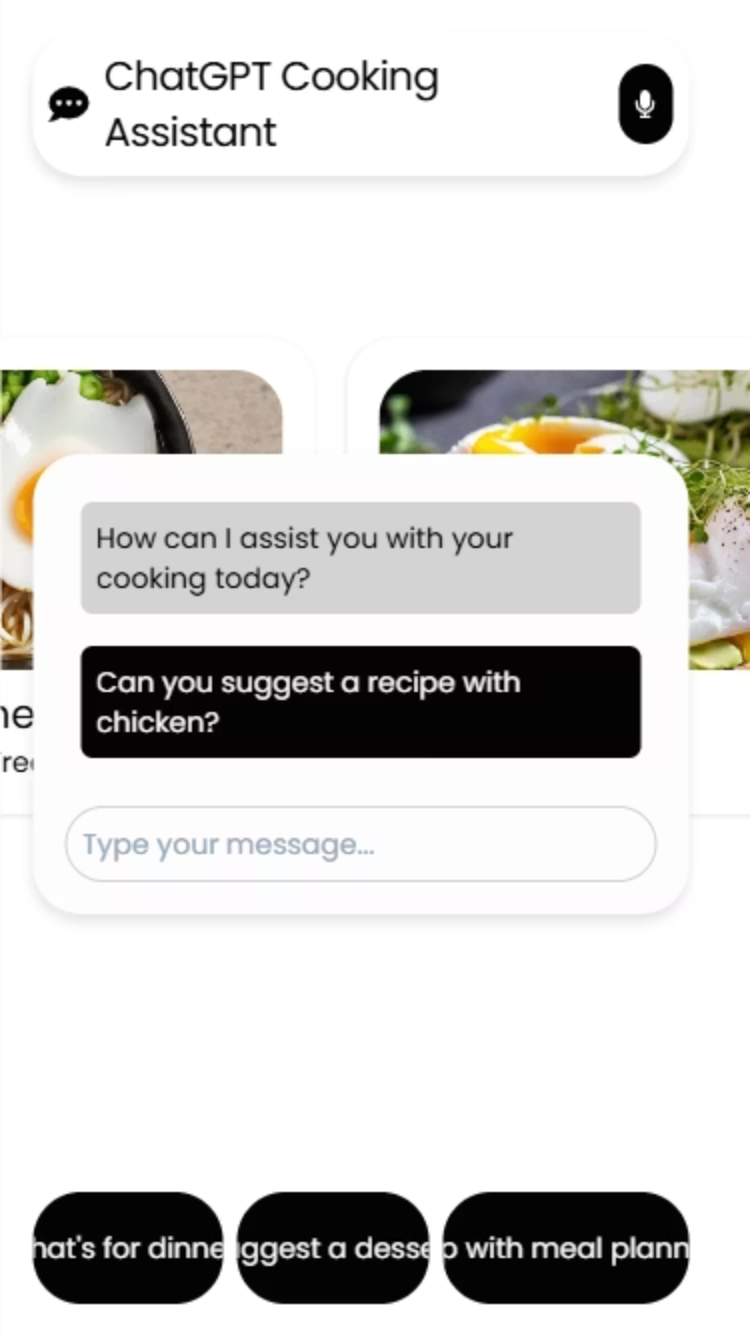 ChatGPT Cooking
Assistant
How can I assist you with your
cooking today?
Can you suggest a recipe with
chicken?
Type your message...
hat's for dinne
ggest a desse
p with meal plann